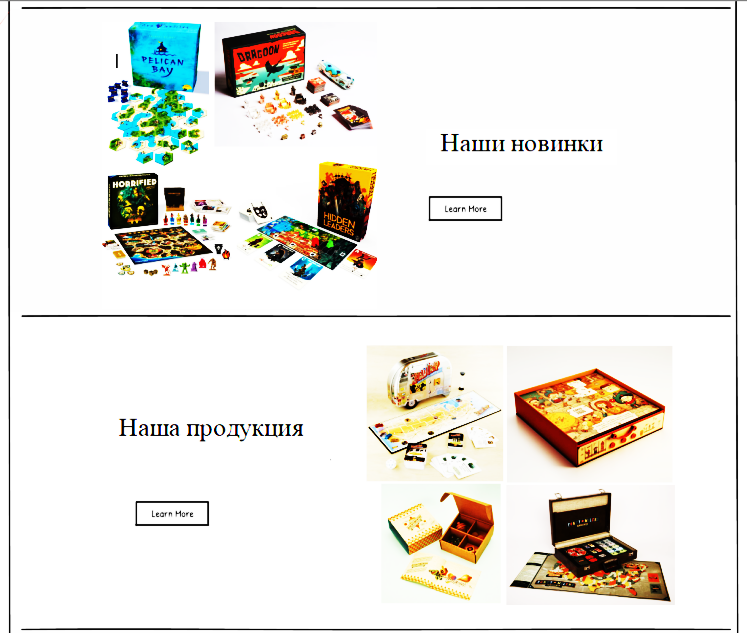 PELICAN
BAY
DRAGOON
Наши новинки
HORRIFIED
HIDDEN
LEADERS
Learn More
Наша продукция
Learn More